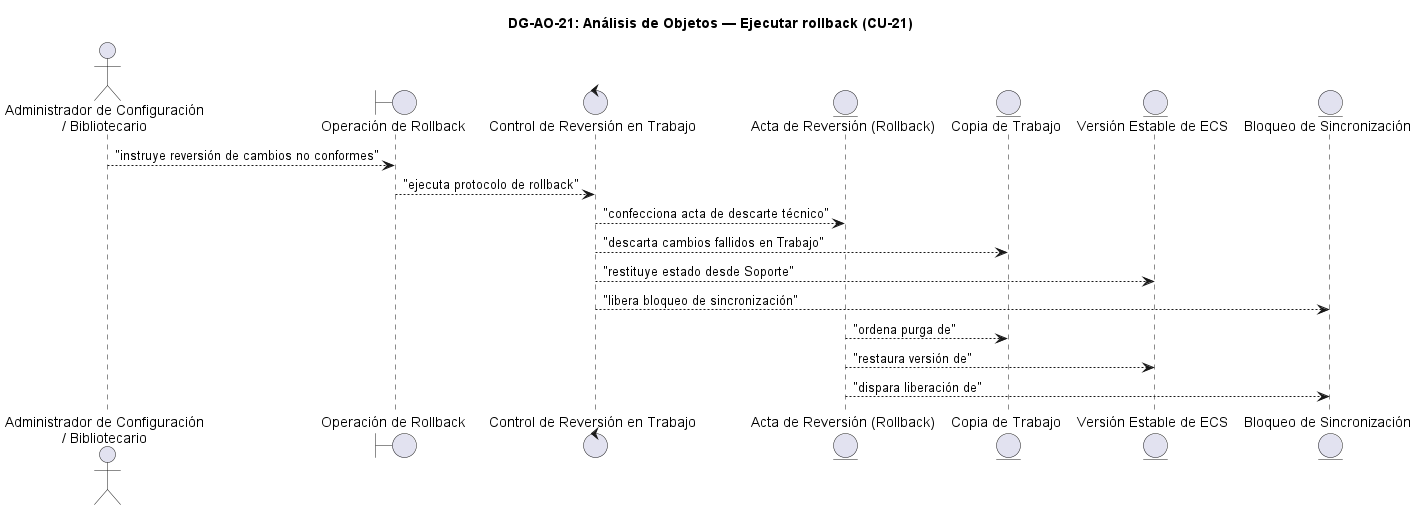 DG-AO-21: Análisis de Objetos — Ejecutar rollback (CU-21)
Administrador de Configuración
/ Bibliotecario
Operación de Rollback
Control de Reversión en Trabajo
Acta de Reversión (Rollback)
Copia de Trabajo
Versión Estable de ECS
Bloqueo de Sincronización
"instruye reversión de cambios no conformes"
"ejecuta protocolo de rollback"
"confecciona acta de descarte técnico"
"descarta cambios fallidos en Trabajo"
"restituye estado desde Soporte"
"libera bloqueo de sincronización"
"ordena purga de"
"restaura versión de"
"dispara liberación de"
Administrador de Configuración
/ Bibliotecario
Operación de Rollback
Control de Reversión en Trabajo
Acta de Reversión (Rollback)
Copia de Trabajo
Versión Estable de ECS
Bloqueo de Sincronización